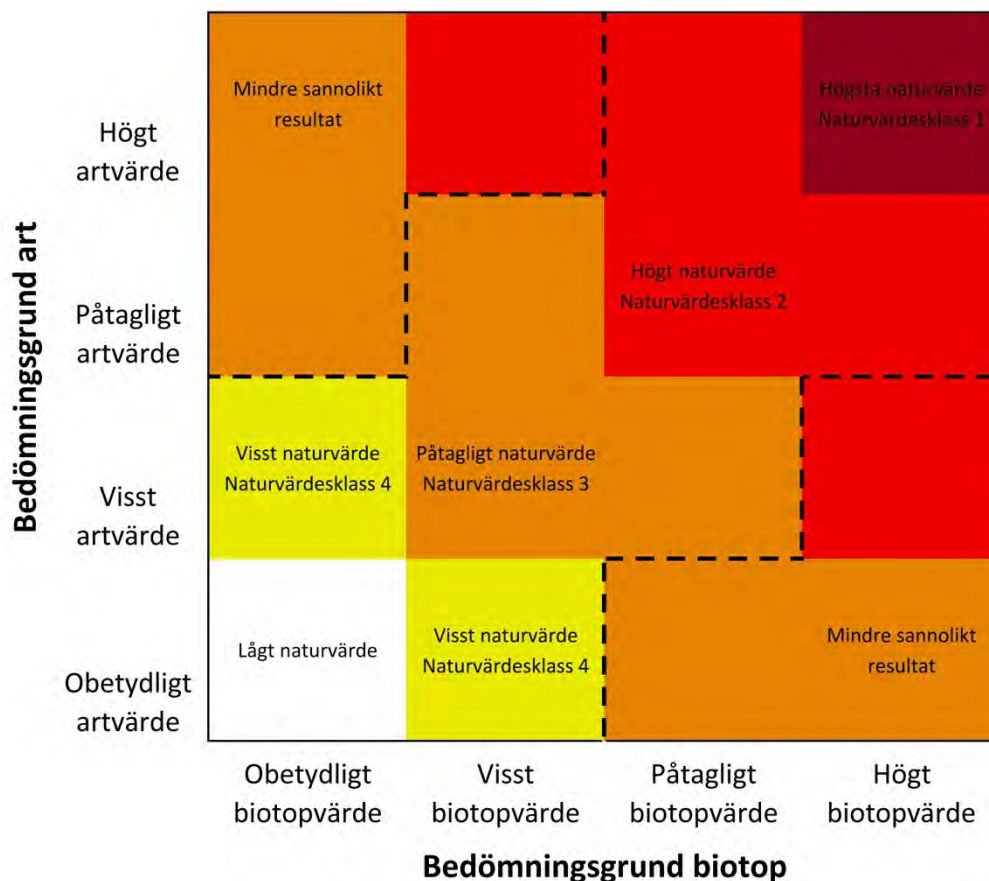 Bedömningsgrund art
Högt
artvärde
Påtagligt
artvärde
Visst
artvärde
Obetydligt
artvärde
Mindre sannolikt
resultat
Högsta naturvärde
Naturvärdesklass 1
Högt naturvärde
Naturvärdesklass 2
Visst naturvärde
Naturvärdesklass 4
Påtagligt naturvärde
Naturvärdesklass 3
Lågt naturvärde
Visst naturvärde
Naturvärdesklass 4
Mindre sannolikt
resultat
Obetydligt
biotopvärde
Visst
biotopvärde
Påtagligt
biotopvärde
Högt
biotopvärde
Bedömningsgrund biotop